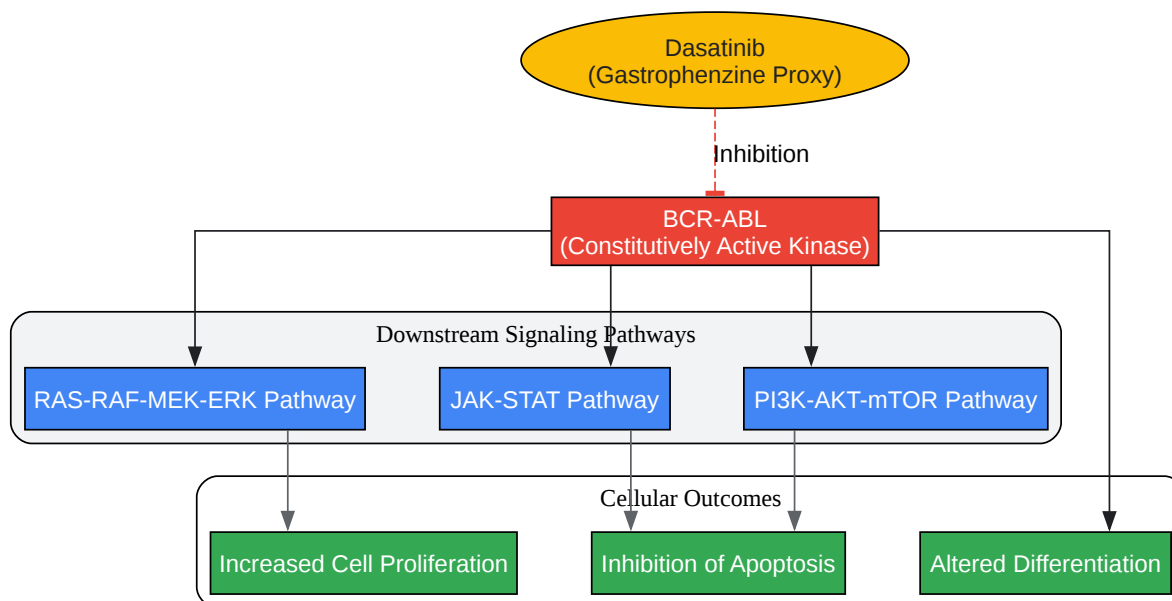 Dasatinib
(Gastrophenzine Proxy)
Inhibition
BCR-ABL
(Constitutively Active Kinase)
Downstream Signaling Pathways
RAS-RAF-MEK-ERK Pathway
JAK-STAT Pathway
PI3K-AKT-mTOR Pathway
Cellular Outcomes
Increased Cell Proliferation
Inhibition of Apoptosis
Altered Differentiation